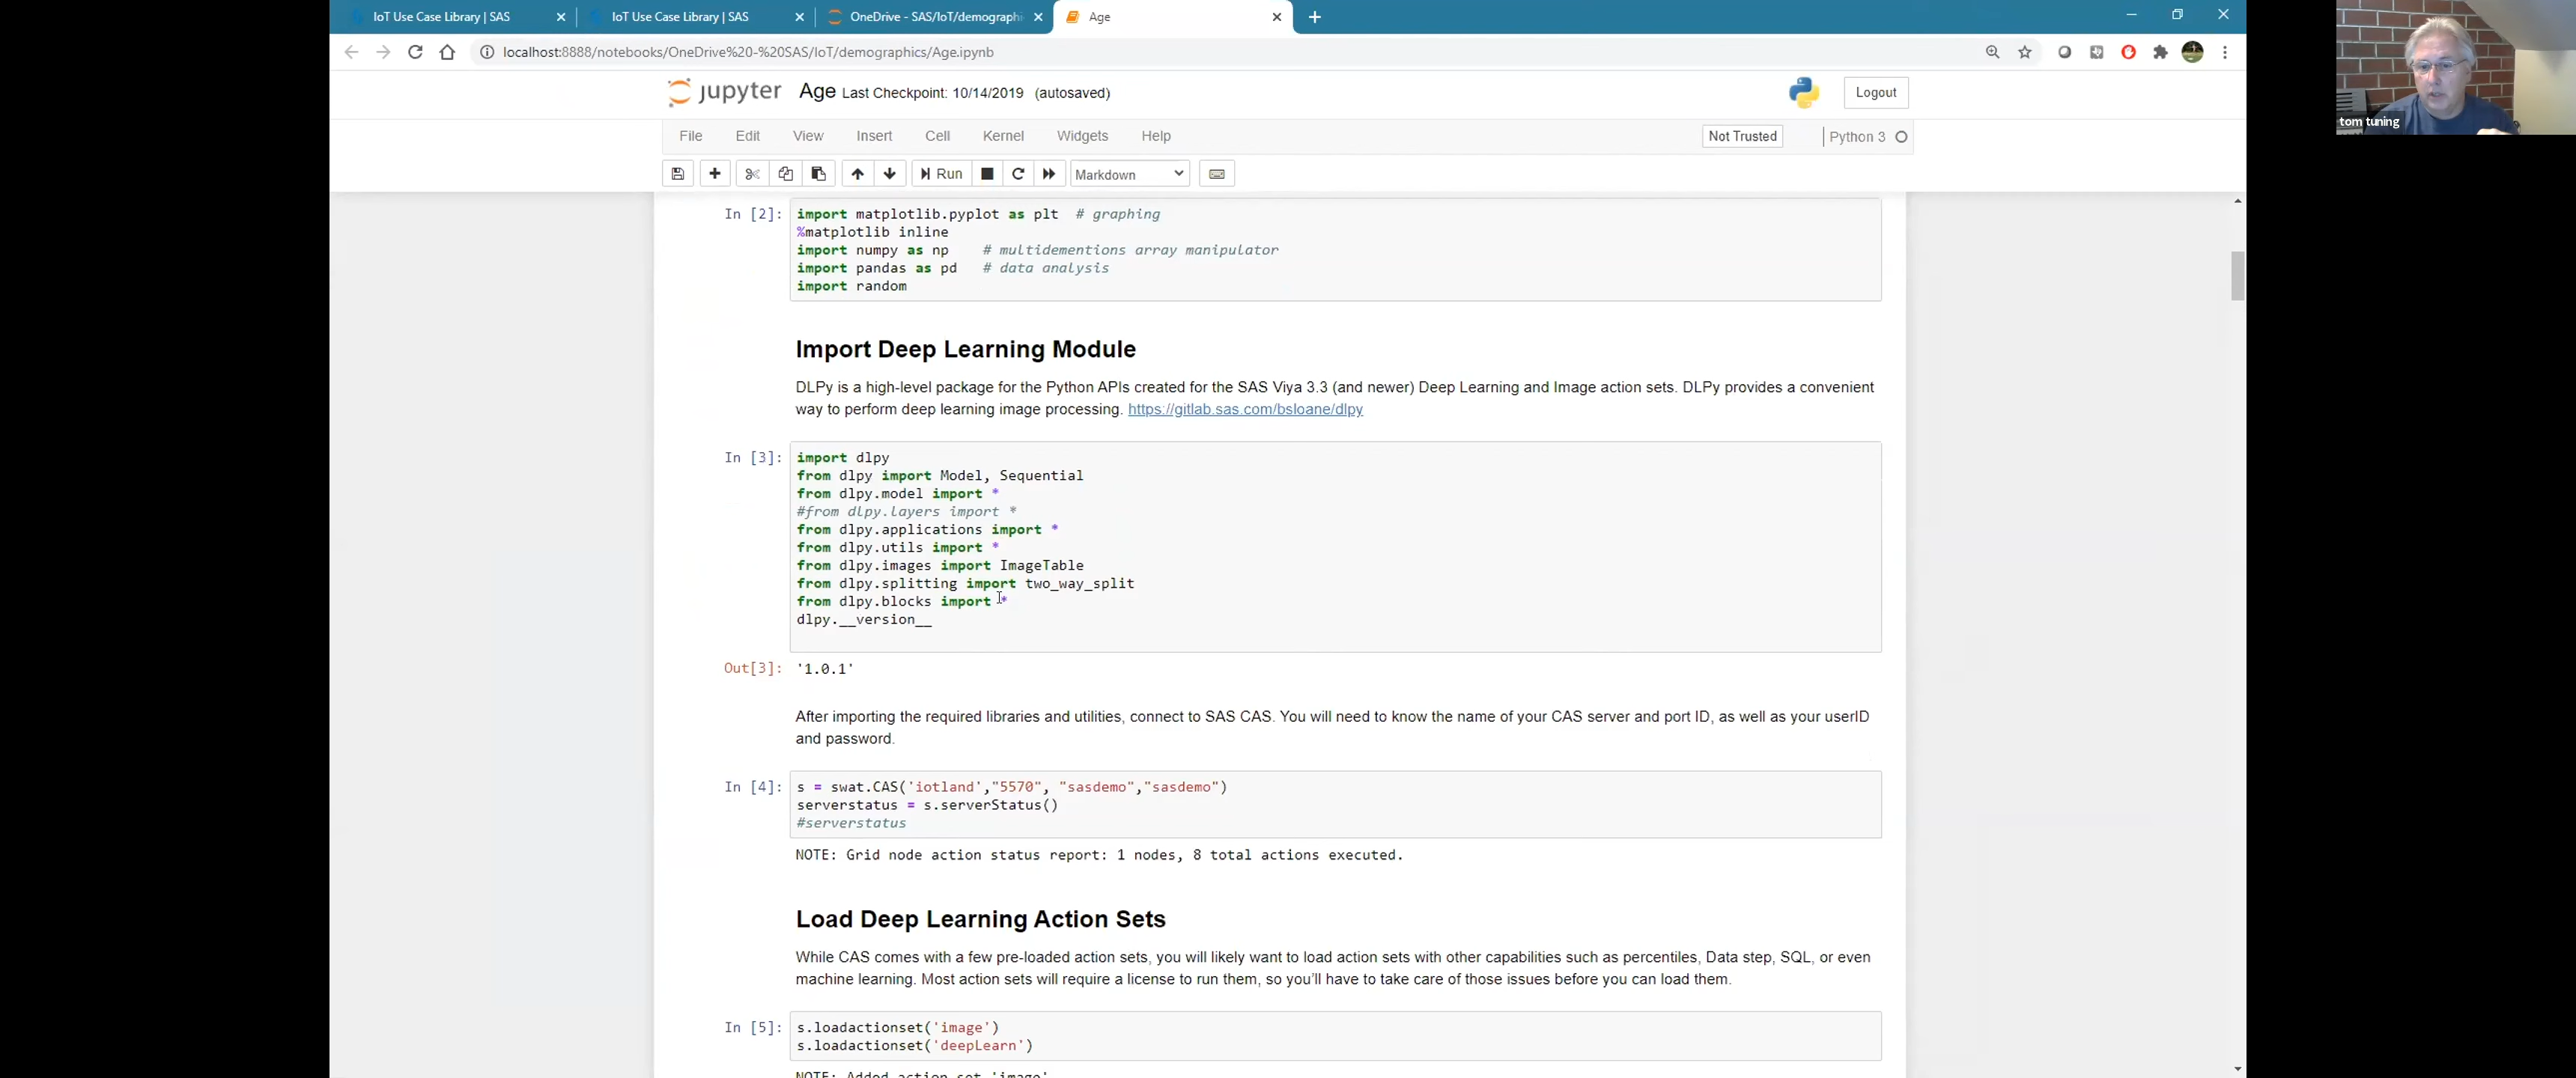 IoT Use Case Library | SAS
IoT Use Case Library | SAS
OneDrive - SAS/IoT/demographi
Age
localhost:8888/notebooks/OneDrive%20-%20SAS/IoT/demographics/Age.ipynb
jupyter Age Last Checkpoint: 10/14/2019 (autosaved)
Logout
File Edit View Insert Cell Kernel Widgets Help
Not Trusted
Python 3
Run
Markdown
In [2]:
import matplotlib.pyplot as plt # graphing
%matplotlib inline
import numpy as np # multidementions array manipulator
import pandas as pd # data analysis
import random
Import Deep Learning Module
DLPy is a high-level package for the Python APIs created for the SAS Viya 3.3 (and newer) Deep Learning and Image action sets. DLPy provides a convenient
way to perform deep learning image processing. https://gitlab.sas.com/bsloane/dlpy
In [3]:
import dlpy
from dlpy import Model, Sequential
from dlpy.model import *
#from dlpy.layers import *
from dlpy.applications import *
from dlpy.utils import *
from dlpy.images import ImageTable
from dlpy.splitting import two_way_split
from dlpy.blocks import *
dlpy.__version__
Out[3]: '1.0.1'
After importing the required libraries and utilities, connect to SAS CAS. You will need to know the name of your CAS server and port ID, as well as your userID
and password.
In [4]:
s = swat.CAS('iotland',"5570", "sasdemo","sasdemo")
serverstatus = s.serverStatus()
#serverstatus
NOTE: Grid node action status report: 1 nodes, 8 total actions executed.
Load Deep Learning Action Sets
While CAS comes with a few pre-loaded action sets, you will likely want to load action sets with other capabilities such as percentiles, Data step, SQL, or even
machine learning. Most action sets will require a license to run them, so you'll have to take care of those issues before you can load them.
In [5]:
s.loadactionset('image')
s.loadactionset('deepLearn')
NOTE: Added action set 'image'
tom tuning